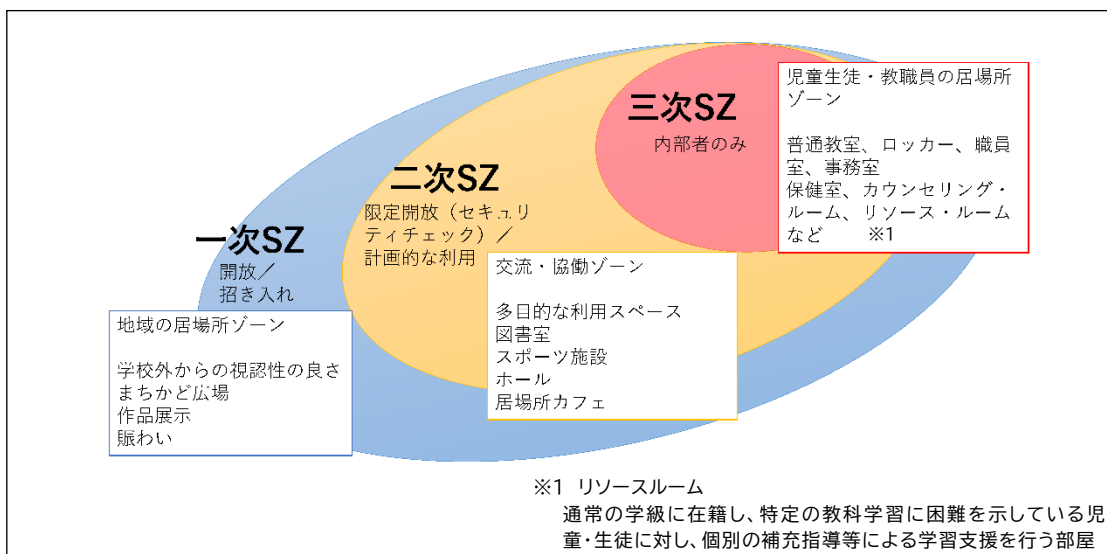 三次SZ
内部者のみ
児童生徒・教職員の居場所
ゾーン
普通教室、ロッカー、職員
室、事務室
保健室、カウンセリング・
ルーム、リソース・ルーム
など　　※1
二次SZ
限定開放（セキュリ
ティチェック）／
計画的な利用
交流・協働ゾーン
多目的な利用スペース
図書室
スポーツ施設
ホール
居場所カフェ
一次SZ
開放／
招き入れ
地域の居場所ゾーン
学校外からの視認性の良さ
まちかど広場
作品展示
賑わい
※1　リソースルーム
通常の学級に在籍し、特定の教科学習に困難を示している児
童・生徒に対し、個別の補充指導等による学習支援を行う部屋